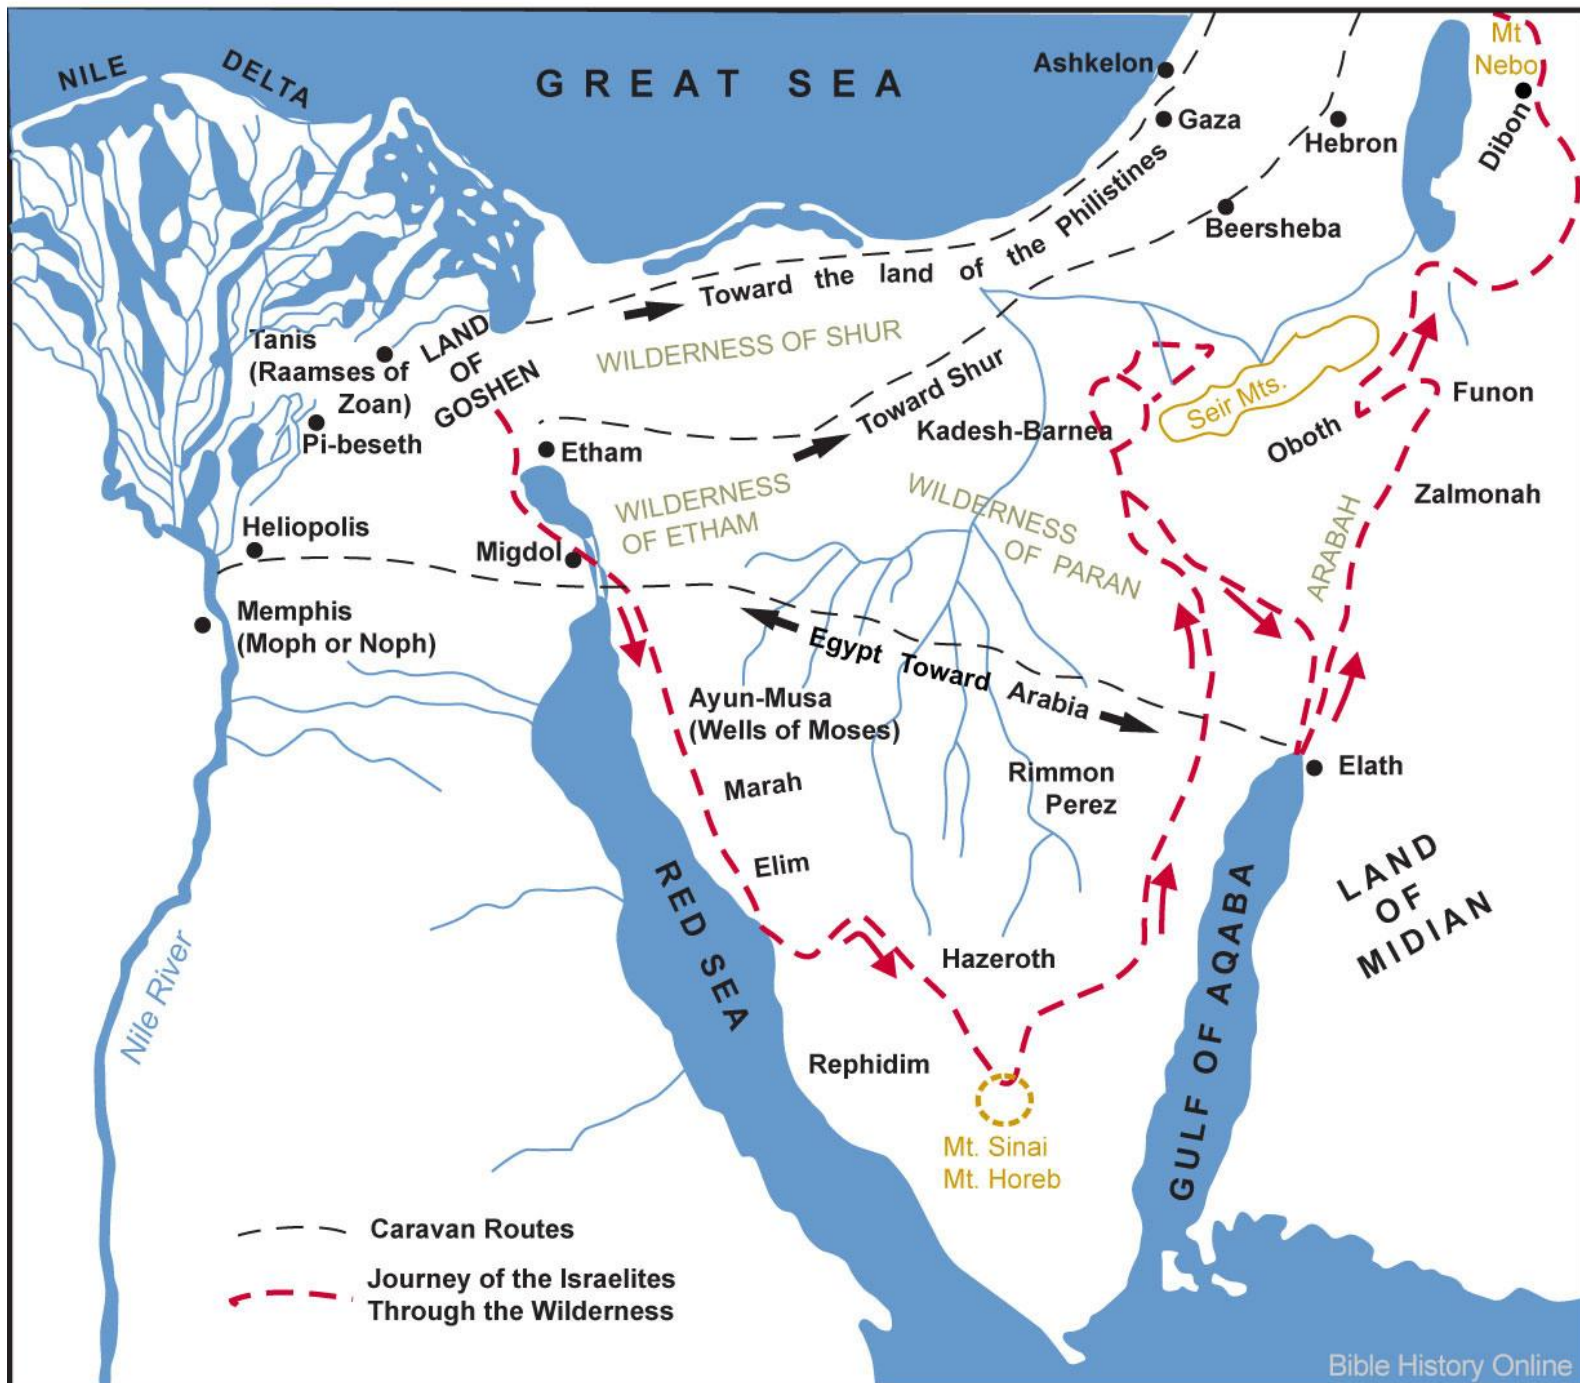 NILE DELTA
GREAT SEA
Ashkelon
Gaza
Hebron
Beersheba
Mt
Nebo
Dibon
Toward the land of the Philistines
WILDERNESS OF SHUR
Toward Shur
Tanis
(Raamses of
Zoan)
LAND
OF
GOSHEN
Pi-beseth
Etham
Kadesh-Barnea
Seir Mts.
Oboth
Funon
Zalmonah
WILDERNESS
OF ETHAM
WILDERNESS
OF PARAN
ARABAH
Heliopolis
Migdol
Memphis
(Moph or Noph)
Egypt Toward Arabia
Ayun-Musa
(Wells of Moses)
Marah
Elim
Rimmon
Perez
Elath
LAND
OF
MIDIAN
RED SEA
GULF OF AQABA
Hazeroth
Nile River
Rephidim
Mt. Sinai
Mt. Horeb
Caravan Routes
Journey of the Israelites
Through the Wilderness
Bible History Online